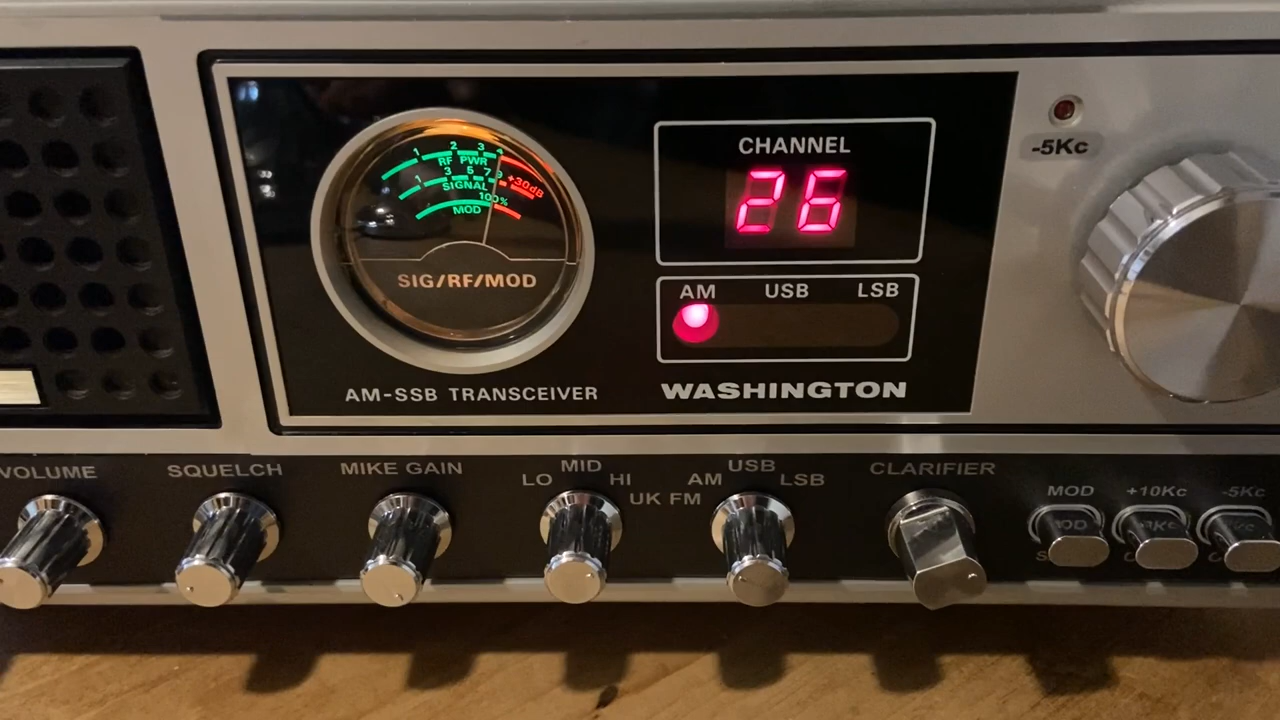 CHANNEL
26
-5Kc
1 2 3 4
RF PWR
1 3 5 7 9 +30dB
SIGNAL
100%
MOD
SIG/RF/MOD
AM USB LSB
AM-SSB TRANSCEIVER
WASHINGTON
VOLUME
SQUELCH
MIKE GAIN
LO MID HI
UK FM AM USB LSB
CLARIFIER
MOD
+10Kc
-5Kc